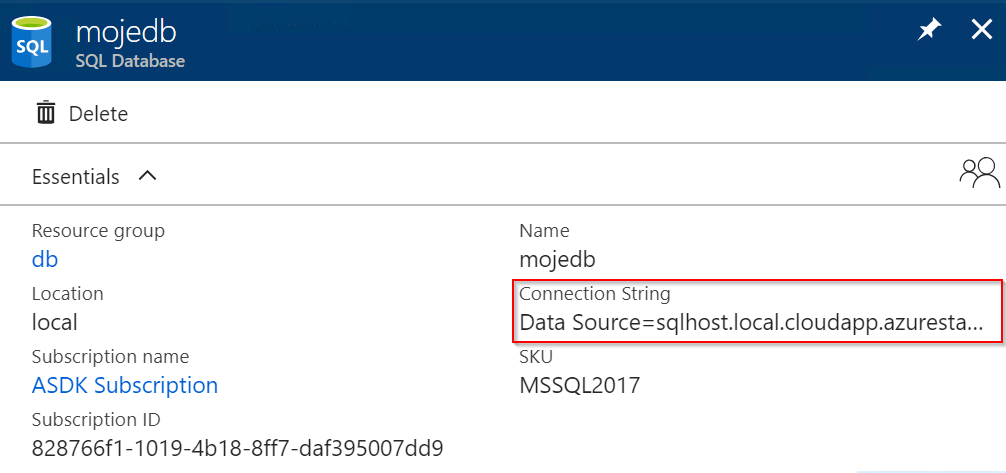 SQL
mojedb
SQL Database
Delete
Essentials
Resource group
db
Name
mojedb
Location
local
Connection String
Data Source=sqlhost.local.cloudapp.azuresta...
Subscription name
ASDK Subscription
SKU
MSSQL2017
Subscription ID
828766f1-1019-4b18-8ff7-daf395007dd9